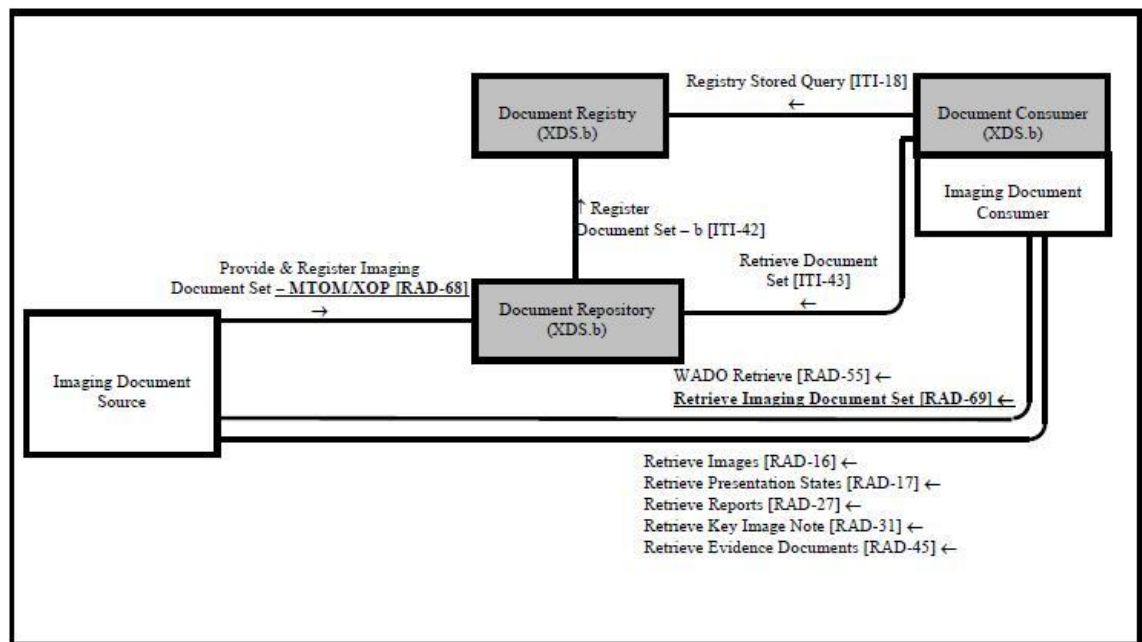 Registry Stored Query [ITI-18]
←
Document Registry
(XDS.b)
Document Consumer
(XDS.b)
Imaging Document
Consumer
↑ Register
Document Set – b [ITI-42]
Provide & Register Imaging
Document Set – MTOM/XOP [RAD-68]
→
Retrieve Document
Set [ITI-43]
←
Document Repository
(XDS.b)
Imaging Document
Source
WADO Retrieve [RAD-55] ←
Retrieve Imaging Document Set [RAD-69] ←
Retrieve Images [RAD-16] ←
Retrieve Presentation States [RAD-17] ←
Retrieve Reports [RAD-27] ←
Retrieve Key Image Note [RAD-31] ←
Retrieve Evidence Documents [RAD-45] ←